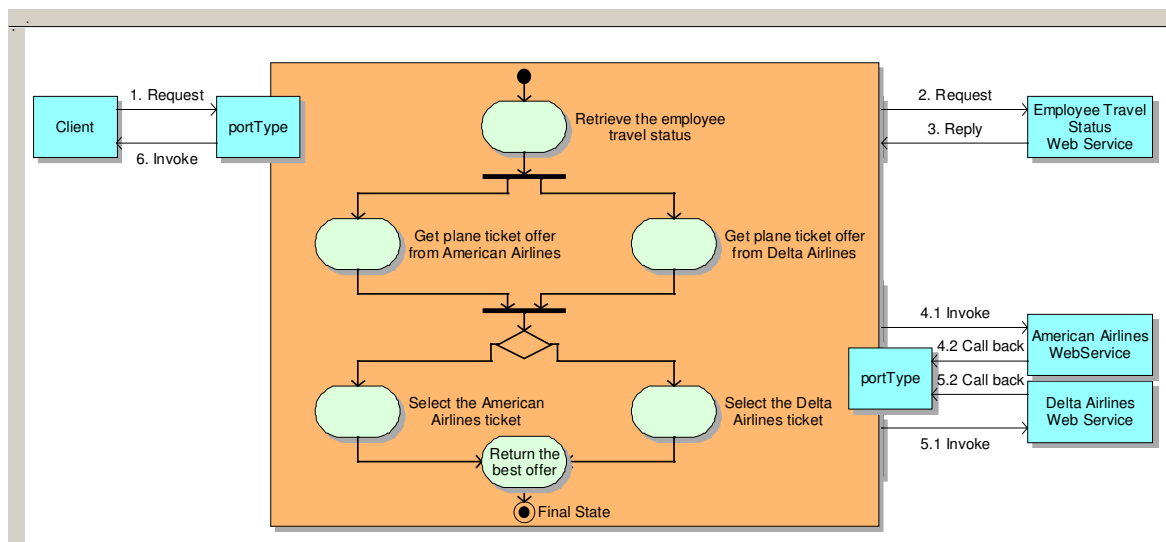 1. Request
Client
portType
6. Invoke
Retrieve the employee
travel status
2. Request
3. Reply
Employee Travel
Status
Web Service
Get plane ticket offer
from American Airlines
Get plane ticket offer
from Delta Airlines
4.1 Invoke
4.2 Call back
American Airlines
WebService
portType
5.2 Call back
Delta Airlines
Web Service
5.1 Invoke
Select the American
Airlines ticket
Select the Delta
Airlines ticket
Return the
best offer
Final State